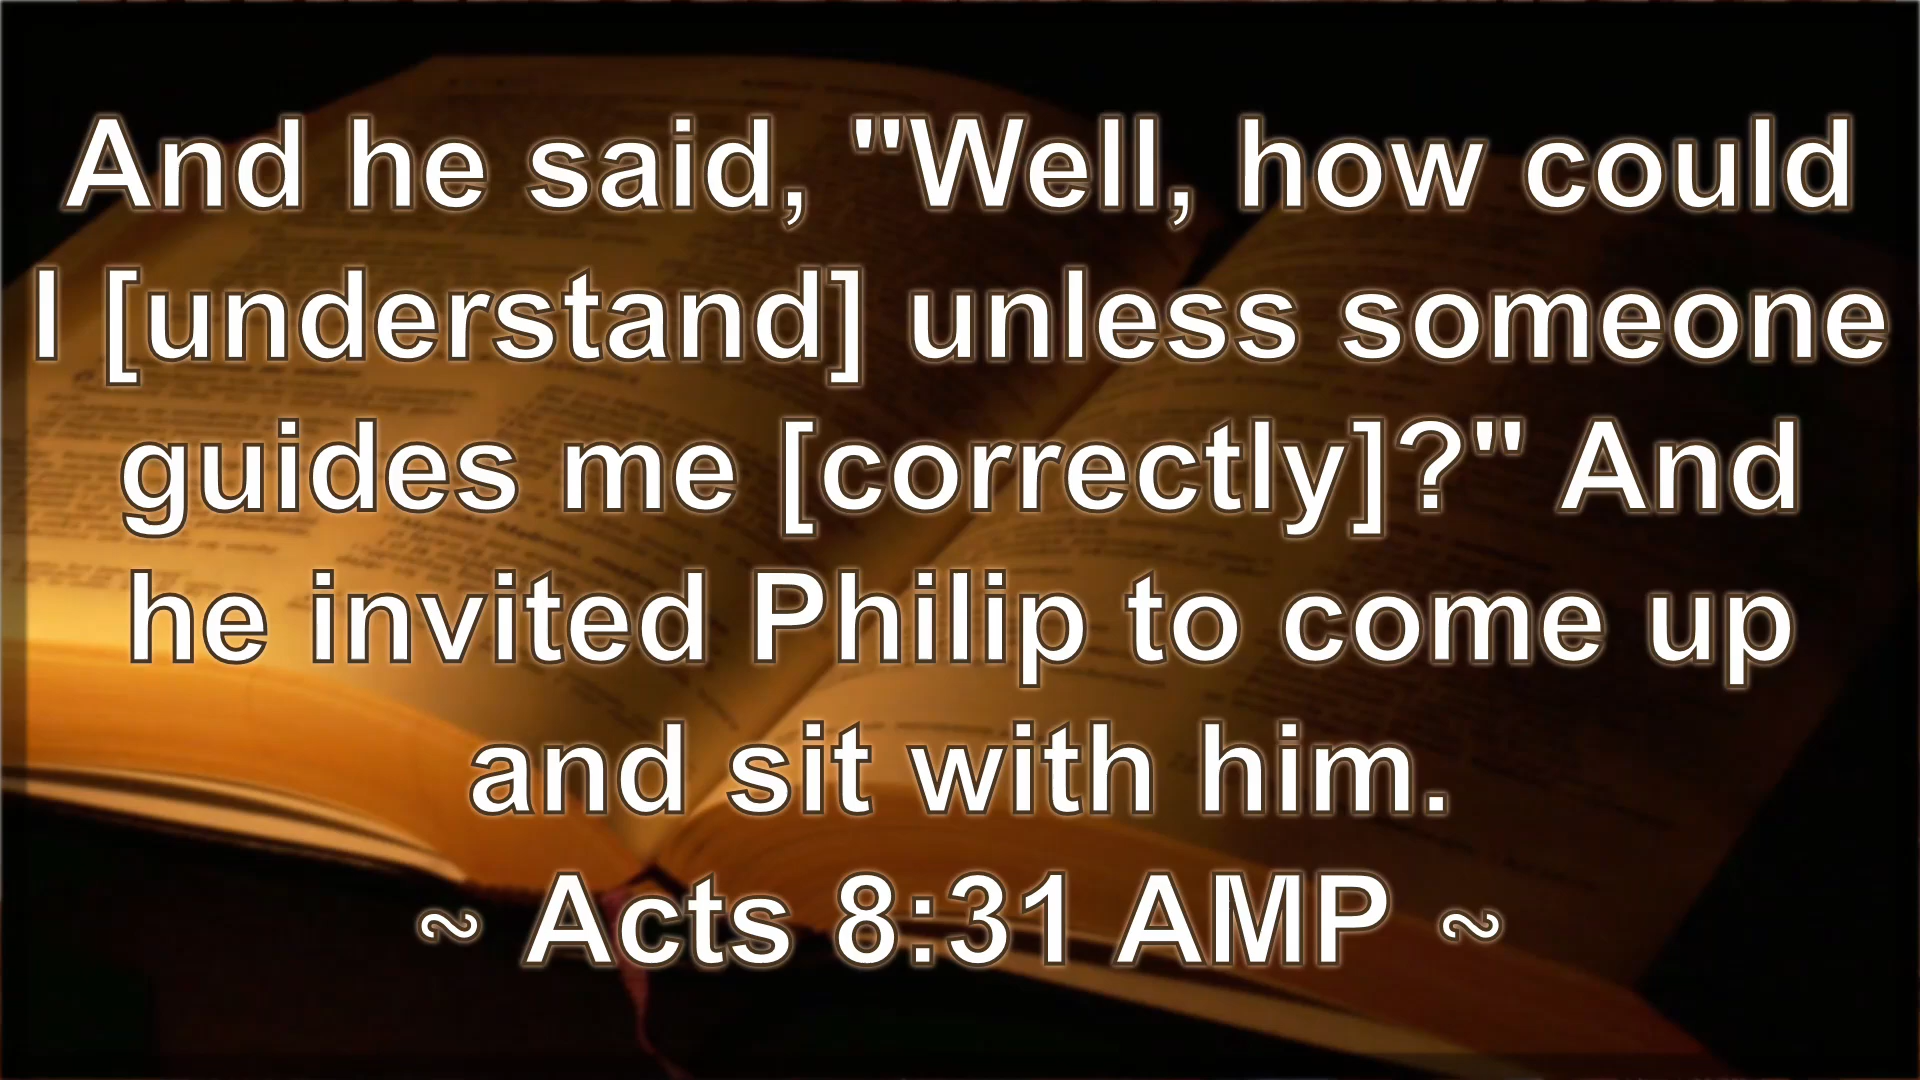 And he said, "Well, how could
I [understand] unless someone
guides me [correctly]?" And
he invited Philip to come up
and sit with him.
~ Acts 8:31 AMP ~